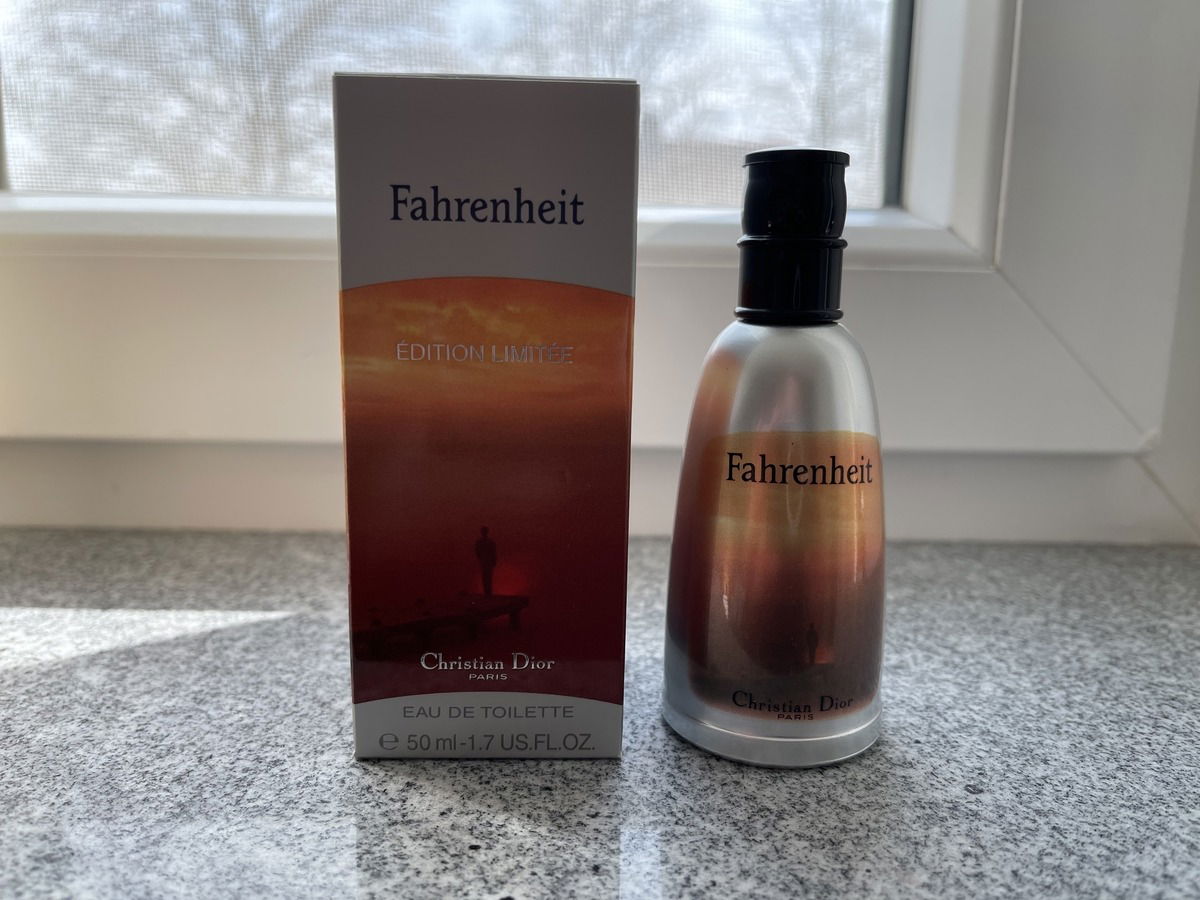 Fahrenheit
ÉDITION LIMITÉE
Christian Dior
PARIS
EAU DE TOILETTE
℮ 50 ml-1.7 US.FL.OZ.
Fahrenheit
Christian Dior
PARIS